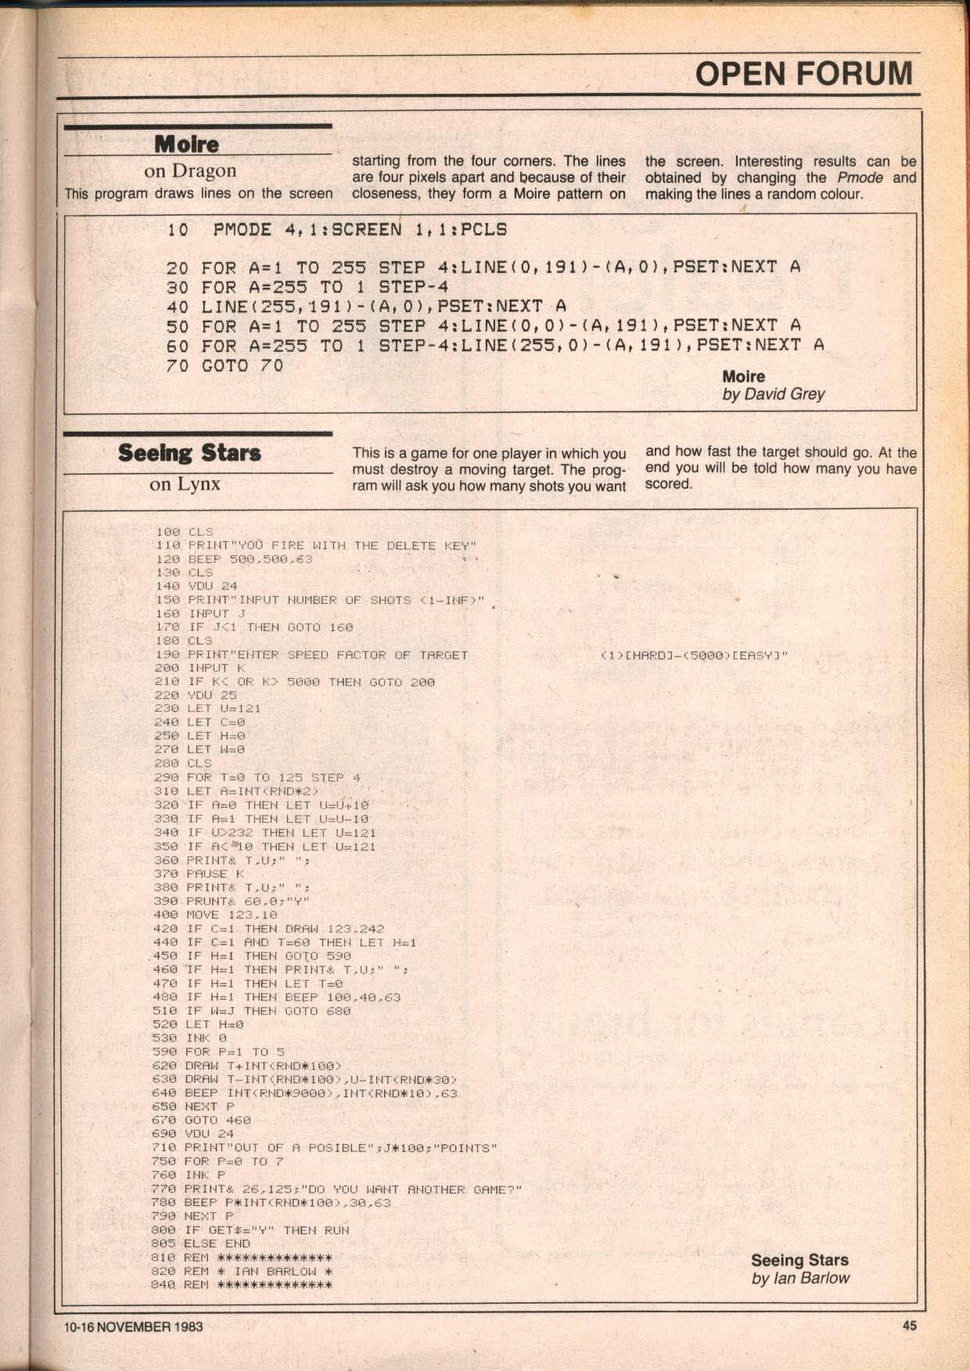 OPEN FORUM
Moire
on Dragon
This program draws lines on the screen
starting from the four corners. The lines
are four pixels apart and because of their
closeness, they form a Moire pattern on
the screen. Interesting results can be
obtained by changing the Pmode and
making the lines a random colour.
10  PMODE 4,1:SCREEN 1,1:PCLS
20 FOR A=1 TO 255 STEP 4:LINE(0,191)-(A,0),PSET:NEXT A
30 FOR A=255 TO 1 STEP-4
40 LINE(255,191)-(A,0),PSET:NEXT A
50 FOR A=1 TO 255 STEP 4:LINE(0,0)-(A,191),PSET:NEXT A
60 FOR A=255 TO 1 STEP-4:LINE(255,0)-(A,191),PSET:NEXT A
70 GOTO 70
Moire
by David Grey
Seeing Stars
on Lynx
This is a game for one player in which you
must destroy a moving target. The prog-
ram will ask you how many shots you want
and how fast the target should go. At the
end you will be told how many you have
scored.
100 CLS
110 PRINT"YOU FIRE WITH THE DELETE KEY"
120 BEEP 500,500,63
130 CLS
140 VDU 24
150 PRINT"INPUT NUMBER OF SHOTS (1-INF)"
160 INPUT J
170 IF J<1 THEN GOTO 160
180 CLS
190 PRINT"ENTER SPEED FACTOR OF TARGET (1)[HARD]-(5000)[EASY]"
200 INPUT K
210 IF K< OR K> 5000 THEN GOTO 200
220 VDU 25
230 LET U=121
240 LET C=0
250 LET H=0
270 LET W=0
280 CLS
290 FOR T=0 TO 125 STEP 4
310 LET A=INT(RND*2)
320 IF A=0 THEN LET U=U+10
330 IF A=1 THEN LET U=U-10
340 IF U>232 THEN LET U=121
350 IF A< 10 THEN LET U=121
360 PRINT& T,U;" ";
370 PAUSE K
380 PRINT& T,U;" ";
390 PRUNT& 60,0;"Y"
400 MOVE 123,10
420 IF C=1 THEN DRAW 123,242
440 IF C=1 AND T=60 THEN LET H=1
450 IF H=1 THEN GOTO 590
460 IF H=1 THEN PRINT& T,U;" ";
470 IF H=1 THEN LET T=0
480 IF H=1 THEN BEEP 100,40,63
510 IF W=J THEN GOTO 680
520 LET H=0
530 INK 0
590 FOR P=1 TO 5
620 DRAW T+INT(RND*100)
630 DRAW T-INT(RND*100),U-INT(RND*30)
640 BEEP INT(RND*9000),INT(RND*10),63
650 NEXT P
670 GOTO 460
690 VDU 24
710 PRINT"OUT OF A POSIBLE";J*100;"POINTS"
750 FOR P=0 TO 7
760 INK P
770 PRINT& 26,125;"DO YOU WANT ANOTHER GAME?"
780 BEEP P*INT(RND*100),30,63
790 NEXT P
800 IF GET$="Y" THEN RUN
805 ELSE END
810 REM **************
820 REM * IAN BARLOW *
840 REM **************
Seeing Stars
by Ian Barlow
10-16 NOVEMBER 1983
45